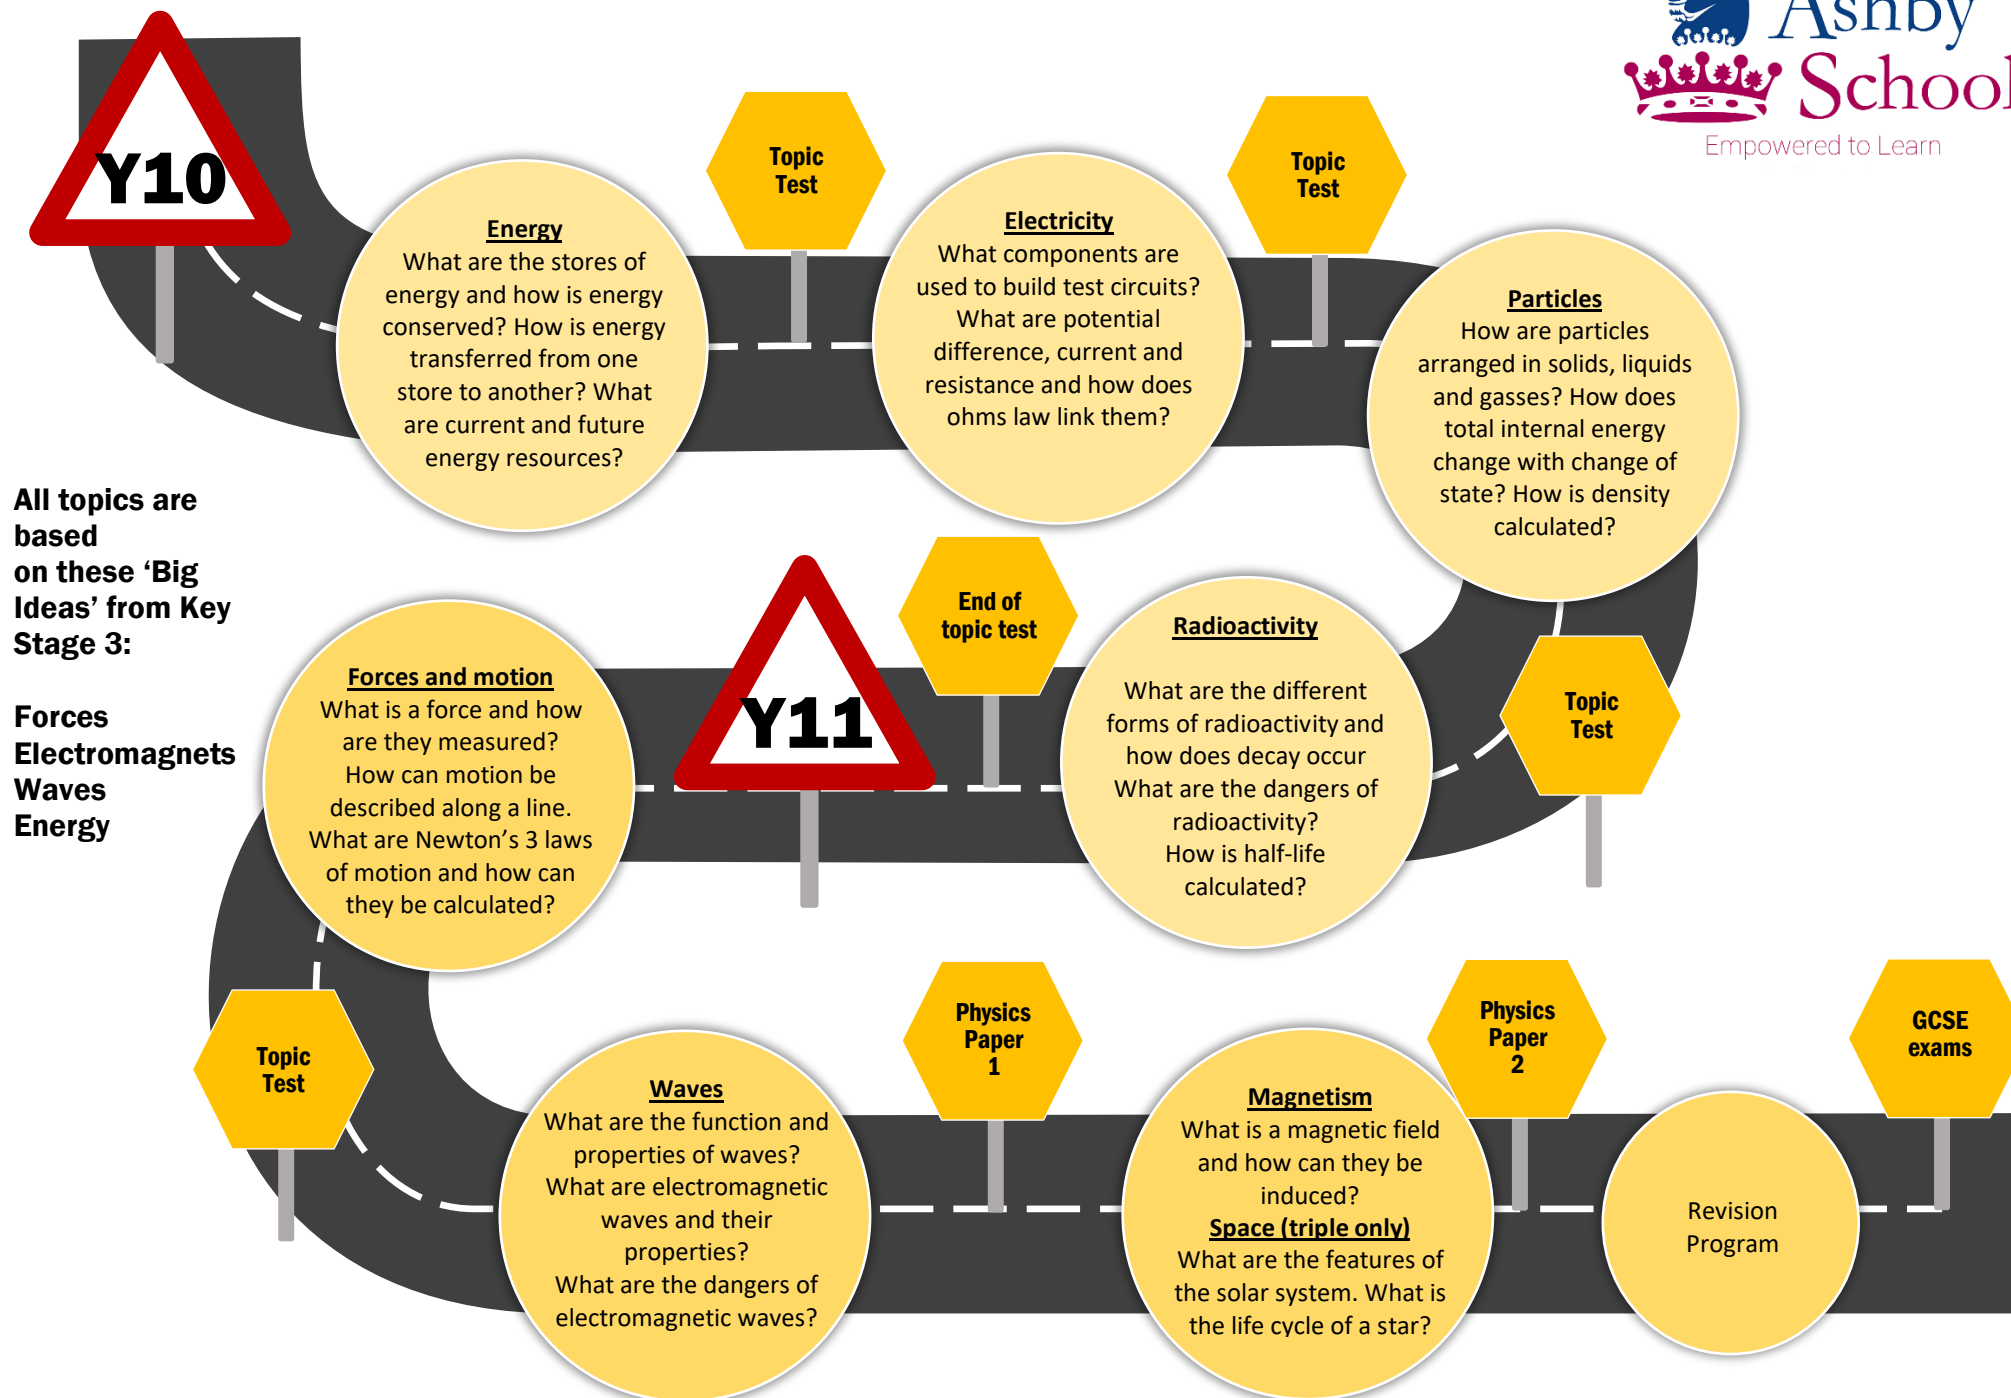 Ashby
School
Empowered to Learn
Y10
Energy
What are the stores of
energy and how is energy
conserved? How is energy
transferred from one
store to another? What
are current and future
energy resources?
Topic
Test
Electricity
What components are
used to build test circuits?
What are potential
difference, current and
resistance and how does
ohms law link them?
Topic
Test
Particles
How are particles
arranged in solids, liquids
and gasses? How does
total internal energy
change with change of
state? How is density
calculated?
Topic
Test
Radioactivity
What are the different
forms of radioactivity and
how does decay occur
What are the dangers of
radioactivity?
How is half-life
calculated?
End of
topic test
Y11
Forces and motion
What is a force and how
are they measured?
How can motion be
described along a line.
What are Newton’s 3 laws
of motion and how can
they be calculated?
All topics are
based
on these ‘Big
Ideas’ from Key
Stage 3:
Forces
Electromagnets
Waves
Energy
Topic
Test
Waves
What are the function and
properties of waves?
What are electromagnetic
waves and their
properties?
What are the dangers of
electromagnetic waves?
Physics
Paper
1
Magnetism
What is a magnetic field
and how can they be
induced?
Space (triple only)
What are the features of
the solar system. What is
the life cycle of a star?
Physics
Paper
2
Revision
Program
GCSE
exams